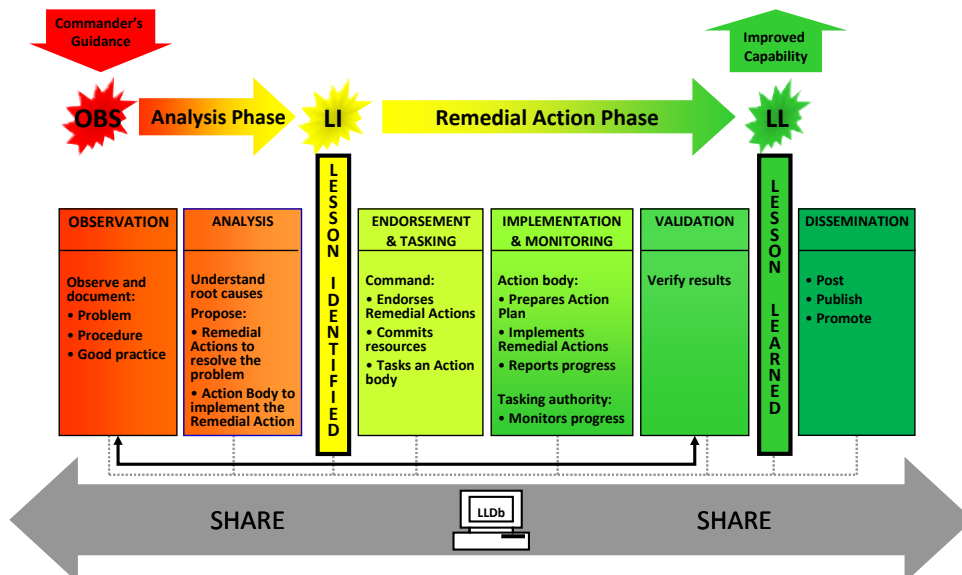 Commander's
Guidance
Improved
Capability
OBS
Analysis Phase
LI
Remedial Action Phase
LL
OBSERVATION
Observe and
document:
• Problem
• Procedure
• Good practice
ANALYSIS
Understand
root causes
Propose:
• Remedial
Actions to
resolve the
problem
• Action Body to
implement the
Remedial Action
LESSON IDENTIFIED
ENDORSEMENT
& TASKING
Command:
• Endorses
Remedial Actions
• Commits
resources
• Tasks an Action
body
IMPLEMENTATION
& MONITORING
Action body:
• Prepares Action
Plan
• Implements
Remedial Actions
• Reports progress
Tasking authority:
• Monitors progress
VALIDATION
Verify results
LESSON LEARNED
DISSEMINATION
• Post
• Publish
• Promote
SHARE
LLDb
SHARE